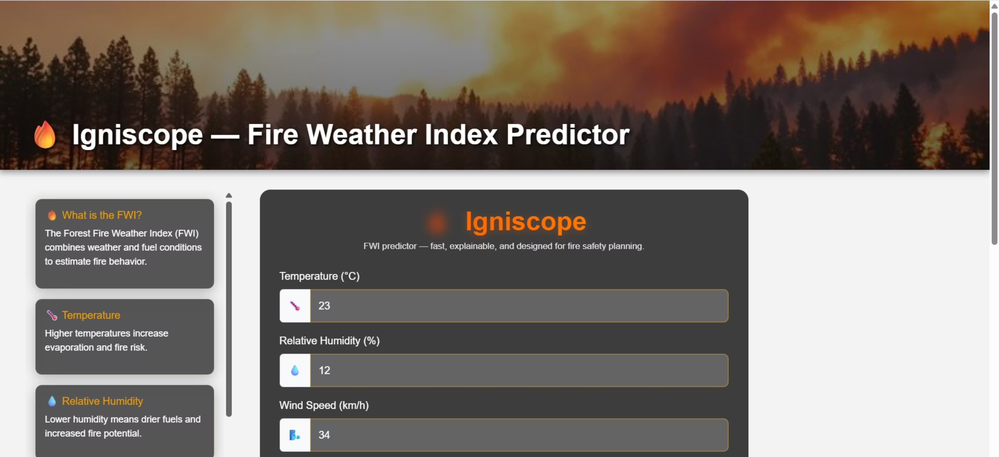 Igniscope — Fire Weather Index Predictor
What is the FWI?
The Forest Fire Weather Index (FWI)
combines weather and fuel conditions
to estimate fire behavior.
Temperature
Higher temperatures increase
evaporation and fire risk.
Relative Humidity
Lower humidity means drier fuels and
increased fire potential.
Igniscope
FWI predictor — fast, explainable, and designed for fire safety planning.
Temperature (°C)
23
Relative Humidity (%)
12
Wind Speed (km/h)
34